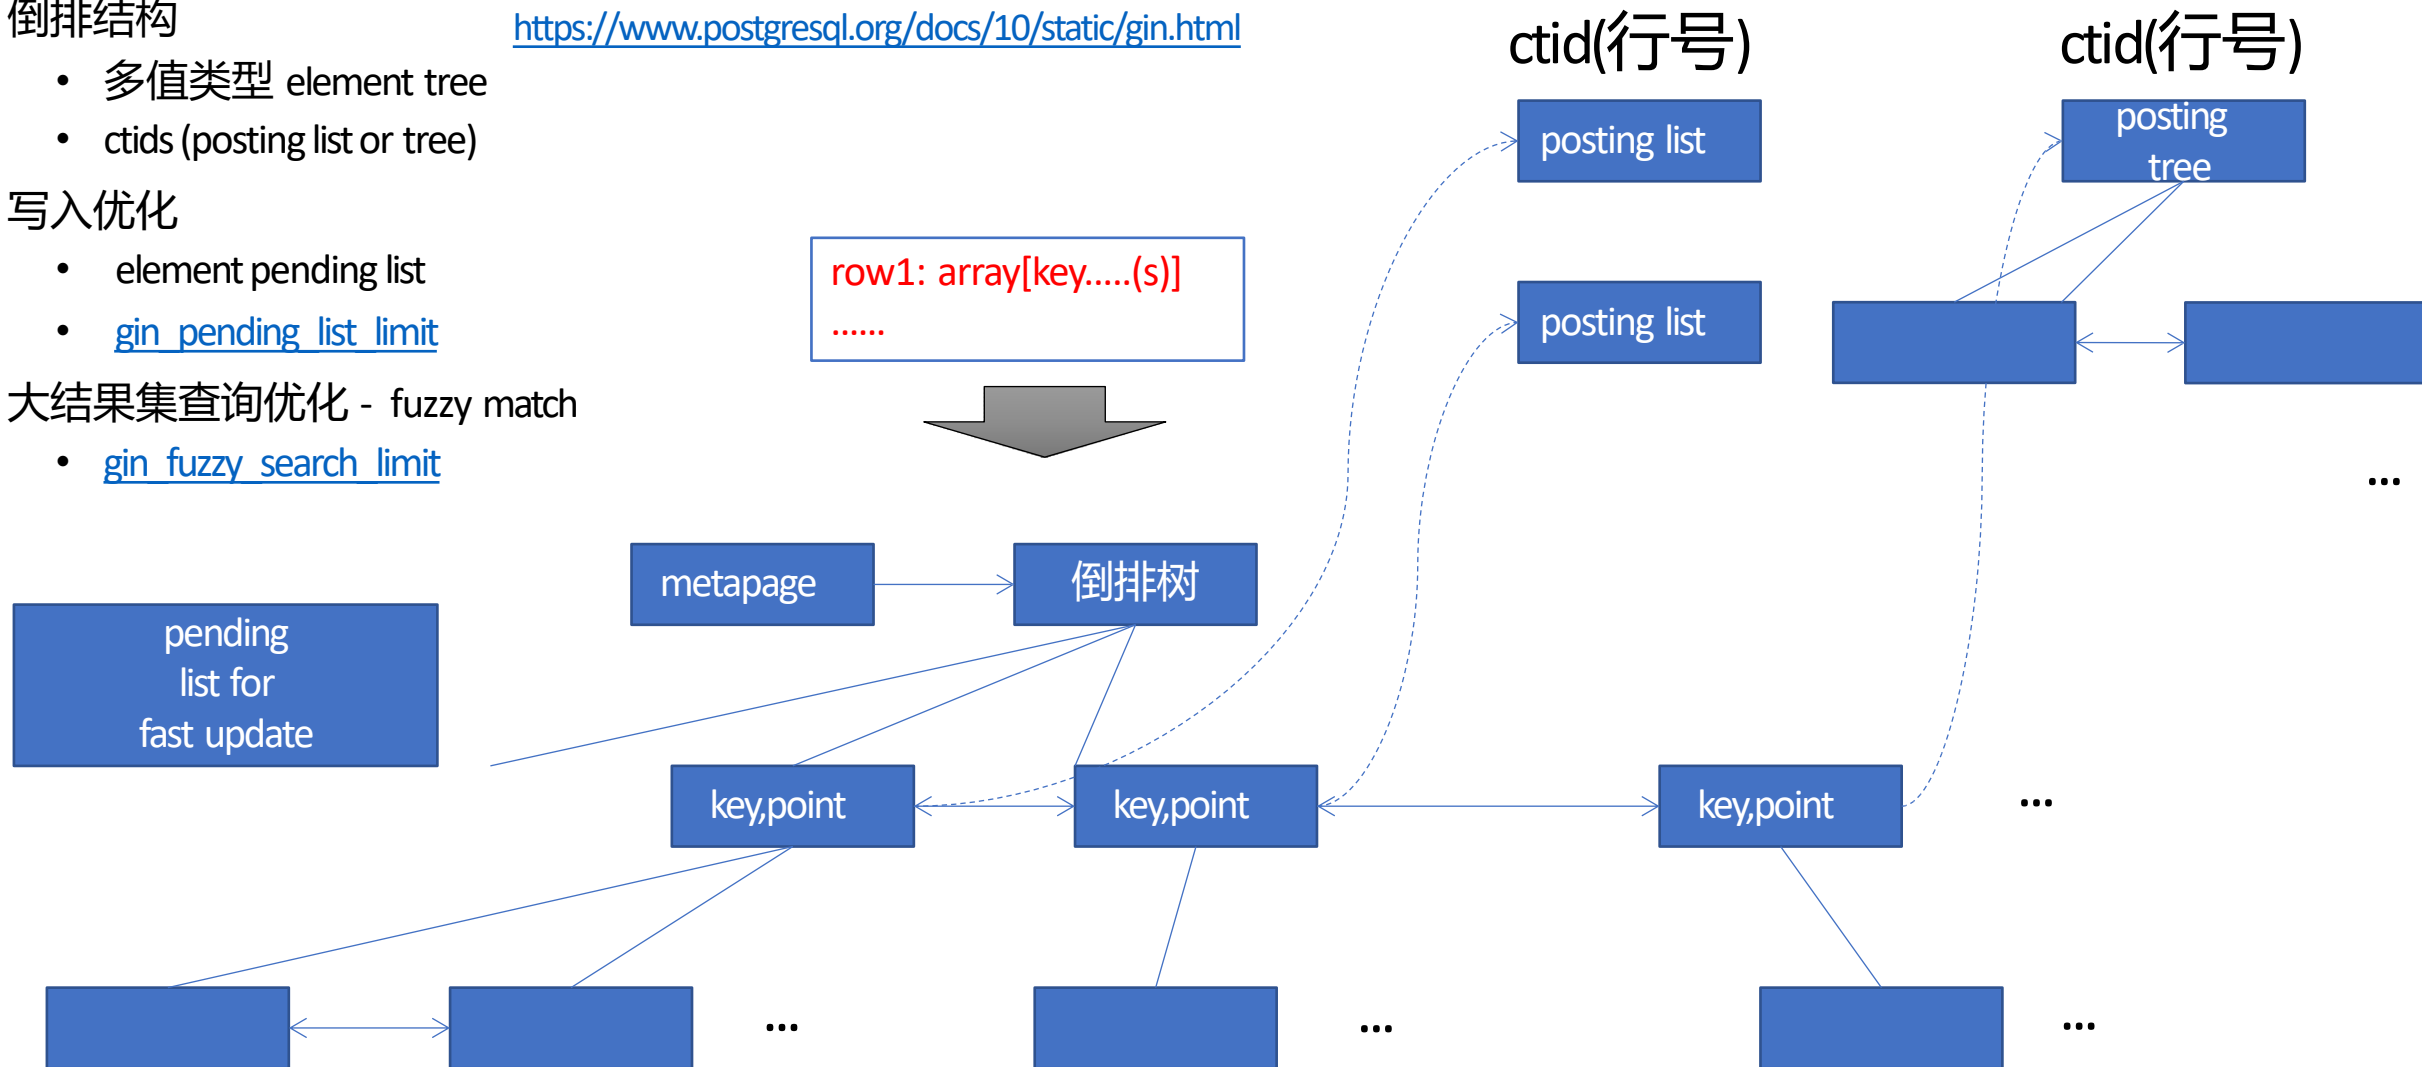 倒排结构
https://www.postgresql.org/docs/10/static/gin.html
• 多值类型 element tree
• ctids (posting list or tree)
写入优化
• element pending list
• gin_pending_list_limit
大结果集查询优化 - fuzzy match
• gin_fuzzy_search_limit
ctid(行号)
ctid(行号)
posting list
posting
tree
posting list
...
row1: array[key.....(s)]
......
metapage
倒排树
pending
list for
fast update
key,point
key,point
key,point
...
...
...
...